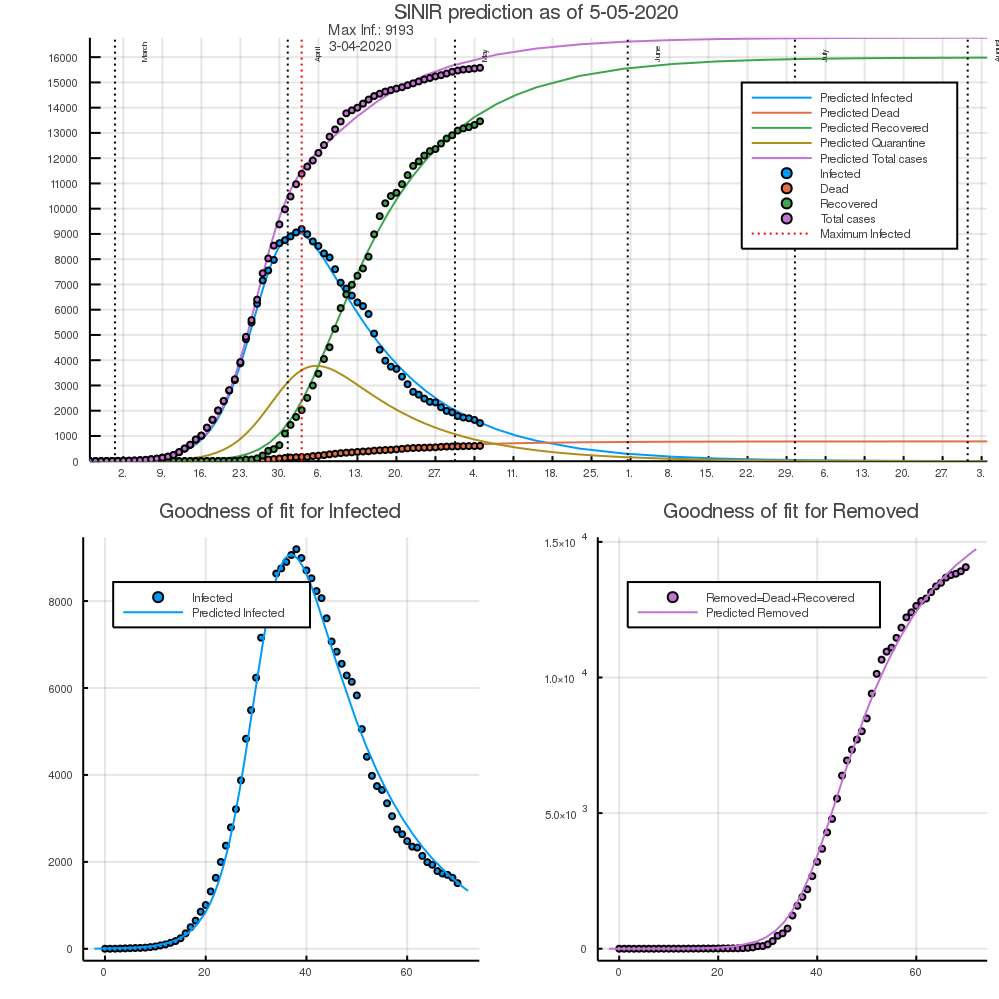 SINIR prediction as of 5-05-2020
Max Inf.: 9193
3-04-2020
March
April
May
June
July
August
16000
15000
14000
13000
12000
11000
10000
9000
8000
7000
6000
5000
4000
3000
2000
1000
0
Predicted Infected
Predicted Dead
Predicted Recovered
Predicted Quarantine
Predicted Total cases
Infected
Dead
Recovered
Total cases
Maximum Infected
2. 9. 16. 23. 30. 6. 13. 20. 27. 4. 11. 18. 25. 1. 8. 15. 22. 29. 6. 13. 20. 27. 3.
Goodness of fit for Infected
8000
6000
4000
2000
0
Infected
Predicted Infected
0 20 40 60
Goodness of fit for Removed
1.5×10⁴
1.0×10⁴
5.0×10³
0
Removed=Dead+Recovered
Predicted Removed
0 20 40 60